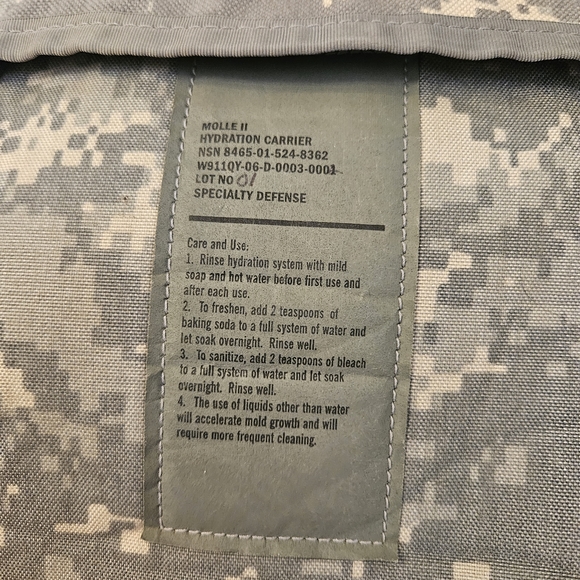 MOLLE II
HYDRATION CARRIER
NSN 8465-01-524-8362
W911QY-06-D-0003-0001
LOT NO 01
SPECIALTY DEFENSE
Care and Use:
1. Rinse hydration system with mild
soap and hot water before first use and
after each use.
2. To freshen, add 2 teaspoons of
baking soda to a full system of water and
let soak overnight. Rinse well.
3. To sanitize, add 2 teaspoons of bleach
to a full system of water and let soak
overnight. Rinse well.
4. The use of liquids other than water
will accelerate mold growth and will
require more frequent cleaning.